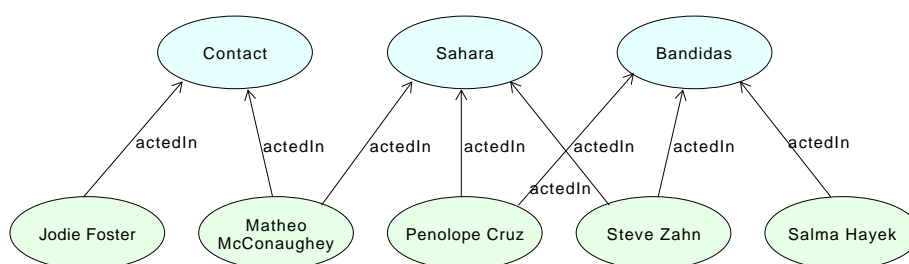 Contact
Sahara
Bandidas
actedIn
actedIn
actedIn
actedIn
actedIn
actedIn
actedIn
actedIn
Jodie Foster
Matheo
McConaughey
Penolope Cruz
Steve Zahn
Salma Hayek